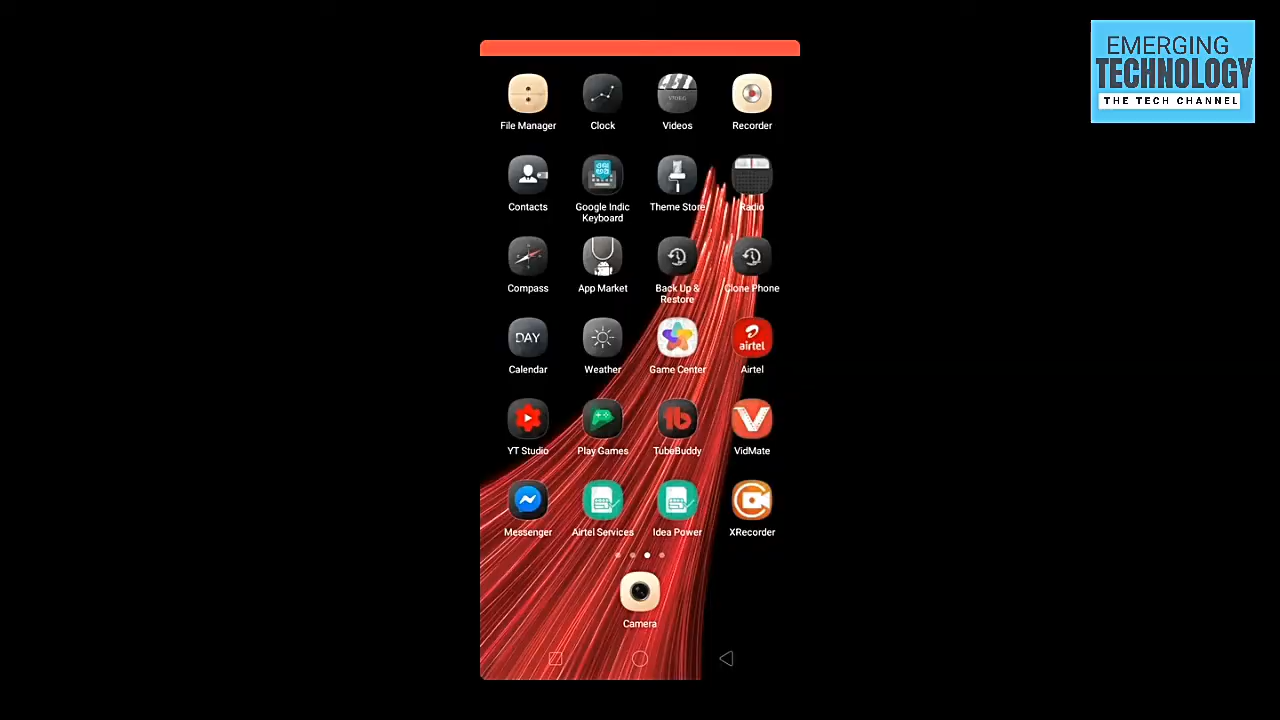 EMERGING
TECHNOLOGY
THE TECH CHANNEL
File Manager
Clock
Videos
Recorder
VIDEO
Contacts
Google Indic
Keyboard
Theme Store
Radio
Compass
App Market
Back Up &
Restore
Clone Phone
DAY
airtel
Calendar
Weather
Game Center
Airtel
YT Studio
Play Games
TubeBuddy
VidMate
Messenger
Airtel Services
Idea Power
XRecorder
Camera